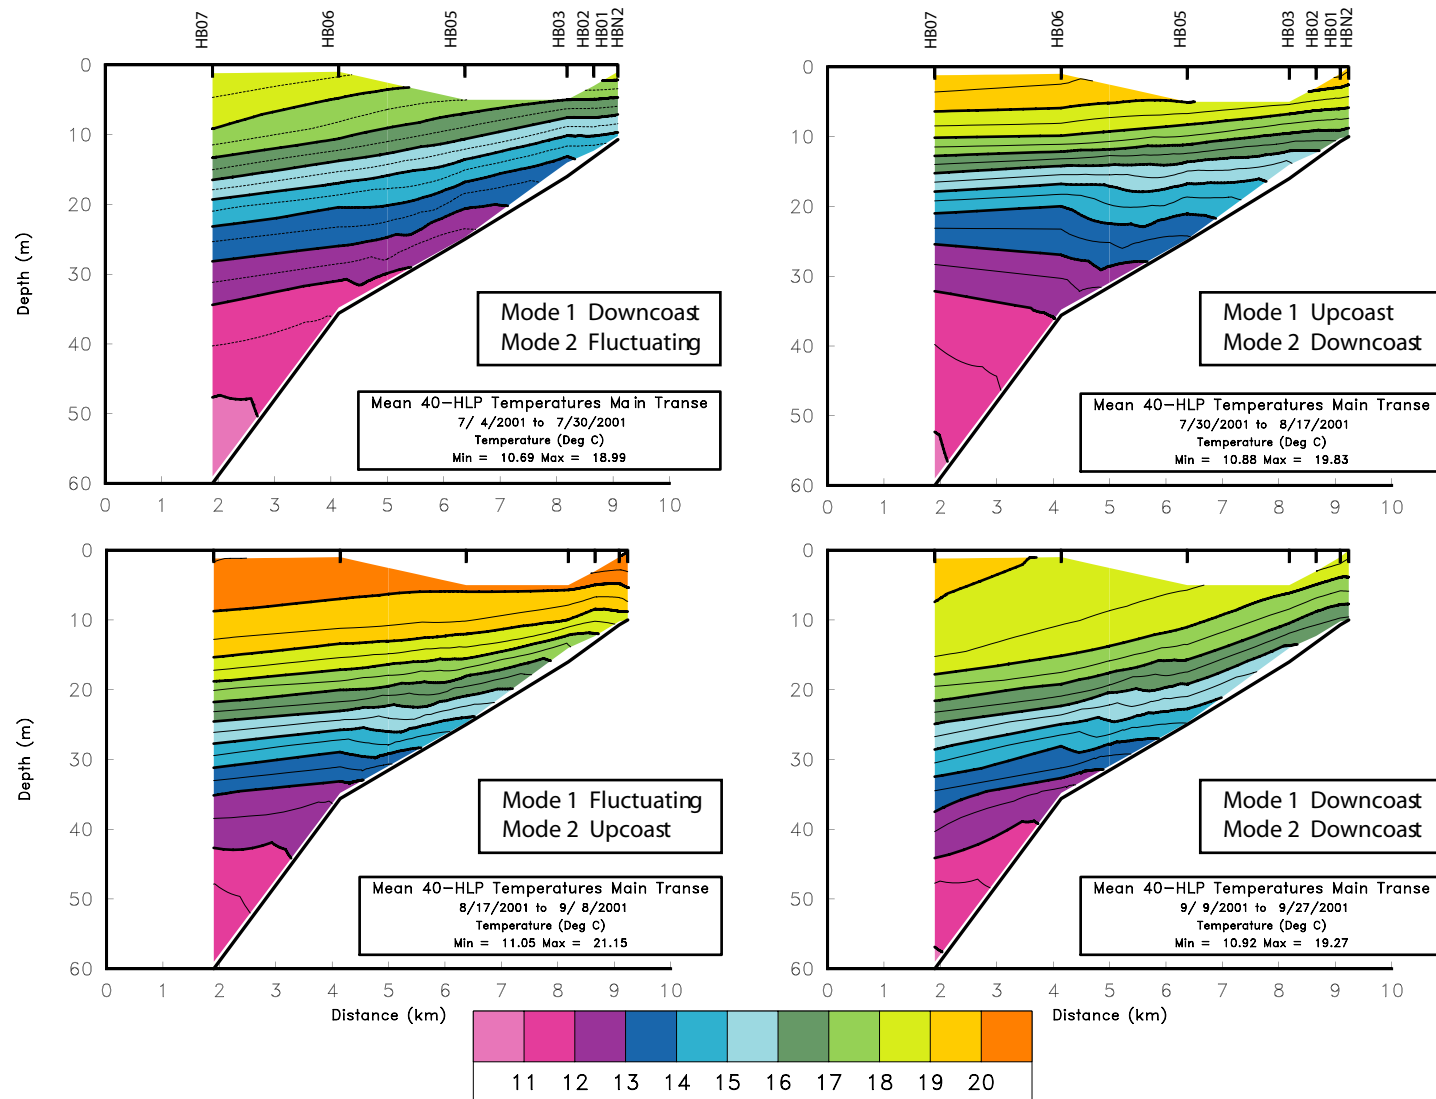 HB07 HB06 HB05 HB03 HB02 HB01 HBN2
HB07 HB06 HB05 HB03 HB02 HB01 HBN2
0
10
20
30
40
50
60
Depth (m)
Mode 1 Downcoast
Mode 2 Fluctuating
Mean 40-HLP Temperatures Main Transe
7/ 4/2001 to 7/30/2001
Temperature (Deg C)
Min = 10.69 Max = 18.99
0 1 2 3 4 5 6 7 8 9 10
0
10
20
30
40
50
60
Mode 1 Upcoast
Mode 2 Downcoast
Mean 40-HLP Temperatures Main Transe
7/30/2001 to 8/17/2001
Temperature (Deg C)
Min = 10.88 Max = 19.83
0 1 2 3 4 5 6 7 8 9 10
0
10
20
30
40
50
60
Depth (m)
Mode 1 Fluctuating
Mode 2 Upcoast
Mean 40-HLP Temperatures Main Transe
8/17/2001 to 9/ 8/2001
Temperature (Deg C)
Min = 11.05 Max = 21.15
0 1 2 3 4 5 6 7 8 9 10
Distance (km)
0
10
20
30
40
50
60
Mode 1 Downcoast
Mode 2 Downcoast
Mean 40-HLP Temperatures Main Transe
9/ 9/2001 to 9/27/2001
Temperature (Deg C)
Min = 10.92 Max = 19.27
0 1 2 3 4 5 6 7 8 9 10
Distance (km)
11 12 13 14 15 16 17 18 19 20